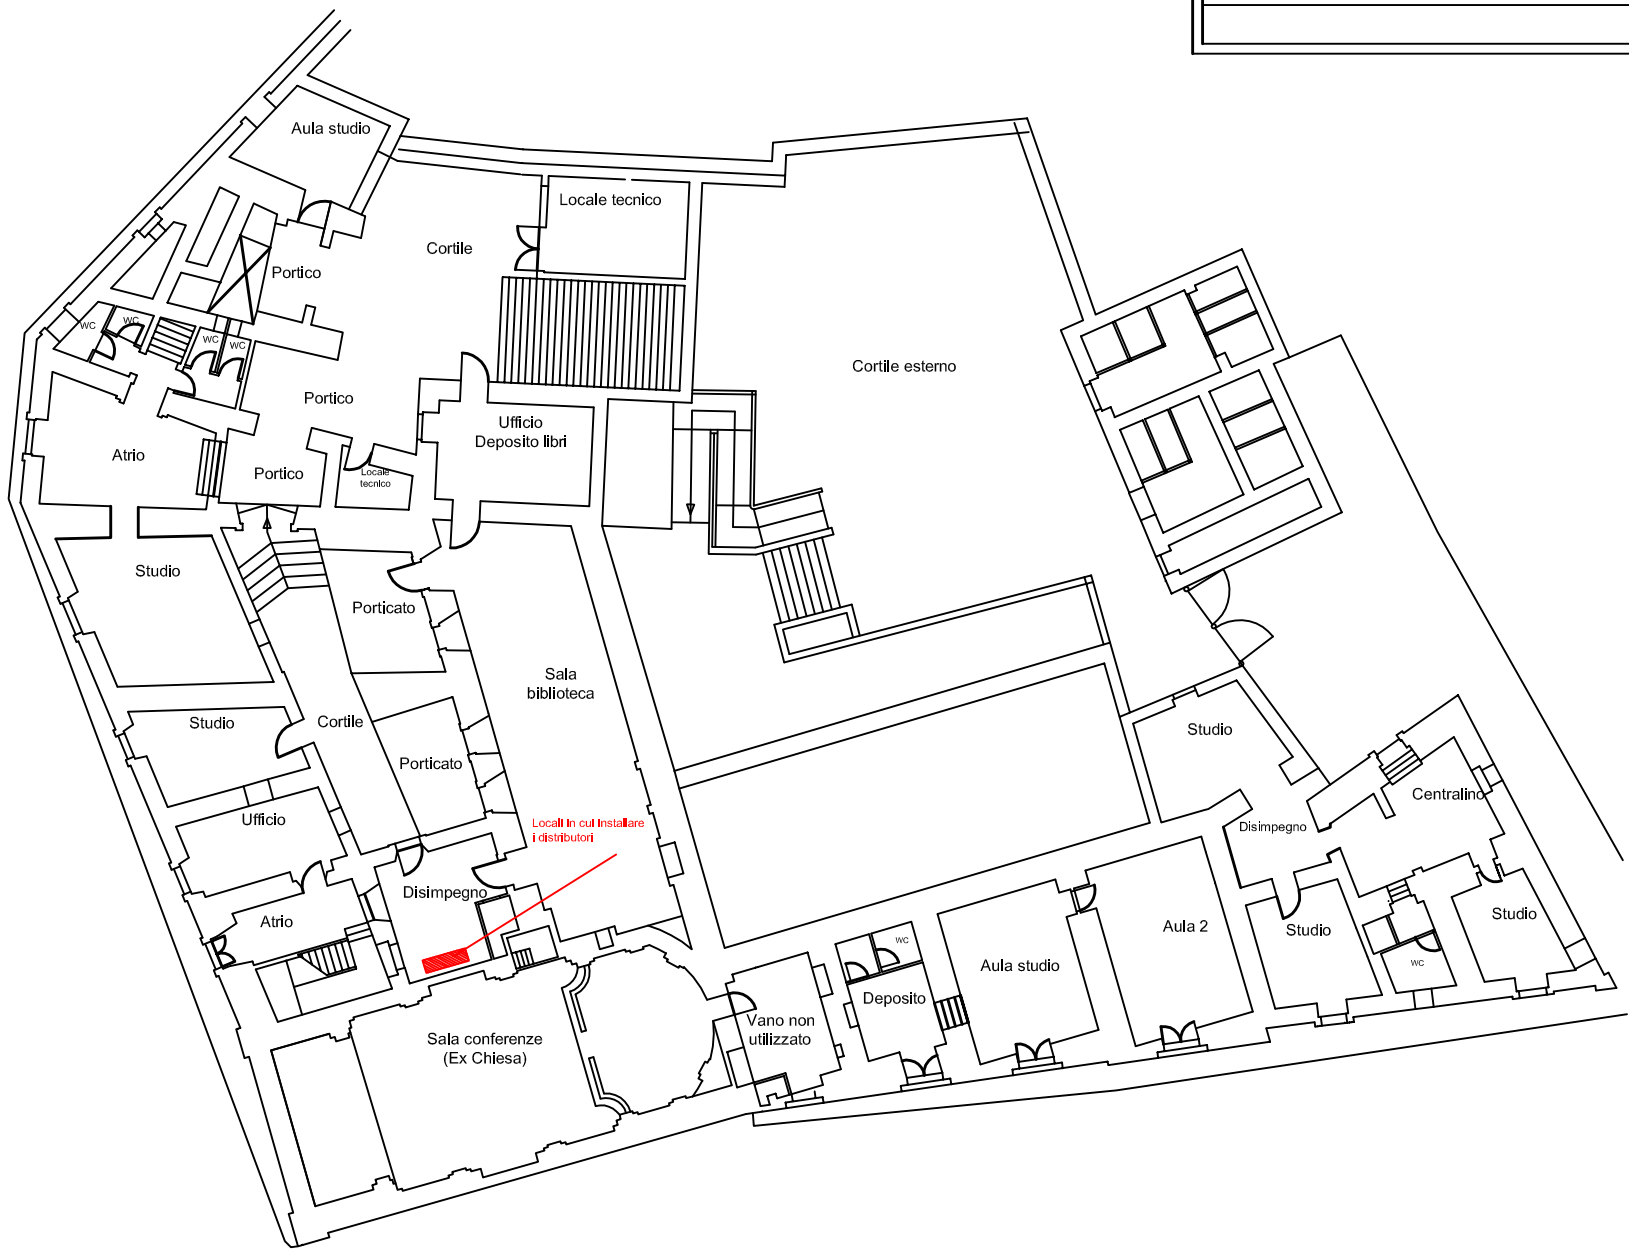 Aula studio
Locale tecnico
Cortile
Portico
WC
WC
WC
WC
Cortile esterno
Portico
Ufficio
Deposito libri
Atrio
Portico
Locale
tecnico
Studio
Porticato
Sala
biblioteca
Studio
Cortile
Studio
Porticato
Centralino
Ufficio
Locali in cui installare
i distributori
Disimpegno
Disimpegno
Atrio
Aula 2
Studio
Studio
WC
Aula studio
WC
Deposito
Vano non
utilizzato
Sala conferenze
(Ex Chiesa)